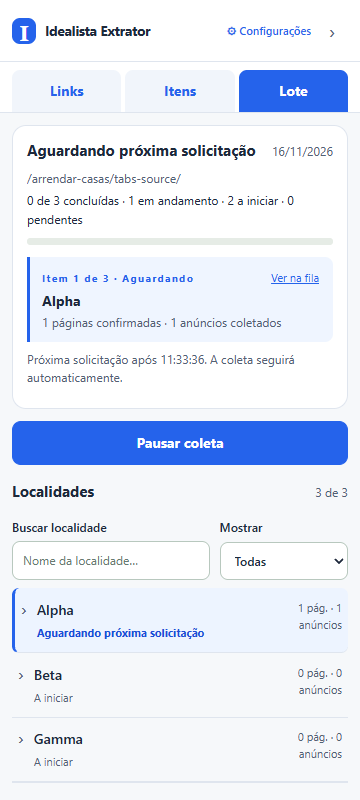 I Idealista Extrator
⚙ Configurações ›
Links Itens Lote
Aguardando próxima solicitação 16/11/2026
/arrendar-casas/tabs-source/
0 de 3 concluídas · 1 em andamento · 2 a iniciar · 0
pendentes
Item 1 de 3 · Aguardando Ver na fila
Alpha
1 páginas confirmadas · 1 anúncios coletados
Próxima solicitação após 11:33:36. A coleta seguirá
automaticamente.
Pausar coleta
Localidades 3 de 3
Buscar localidade Mostrar
Nome da localidade... Todas
› Alpha 1 pág. · 1
anúncios
Aguardando próxima solicitação
› Beta 0 pág. · 0
anúncios
A iniciar
› Gamma 0 pág. · 0
anúncios
A iniciar